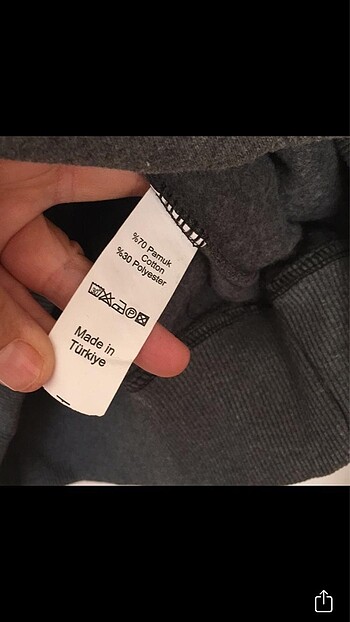 %70 Pamuk
Cotton
%30 Polyester
Made in
Türkiye